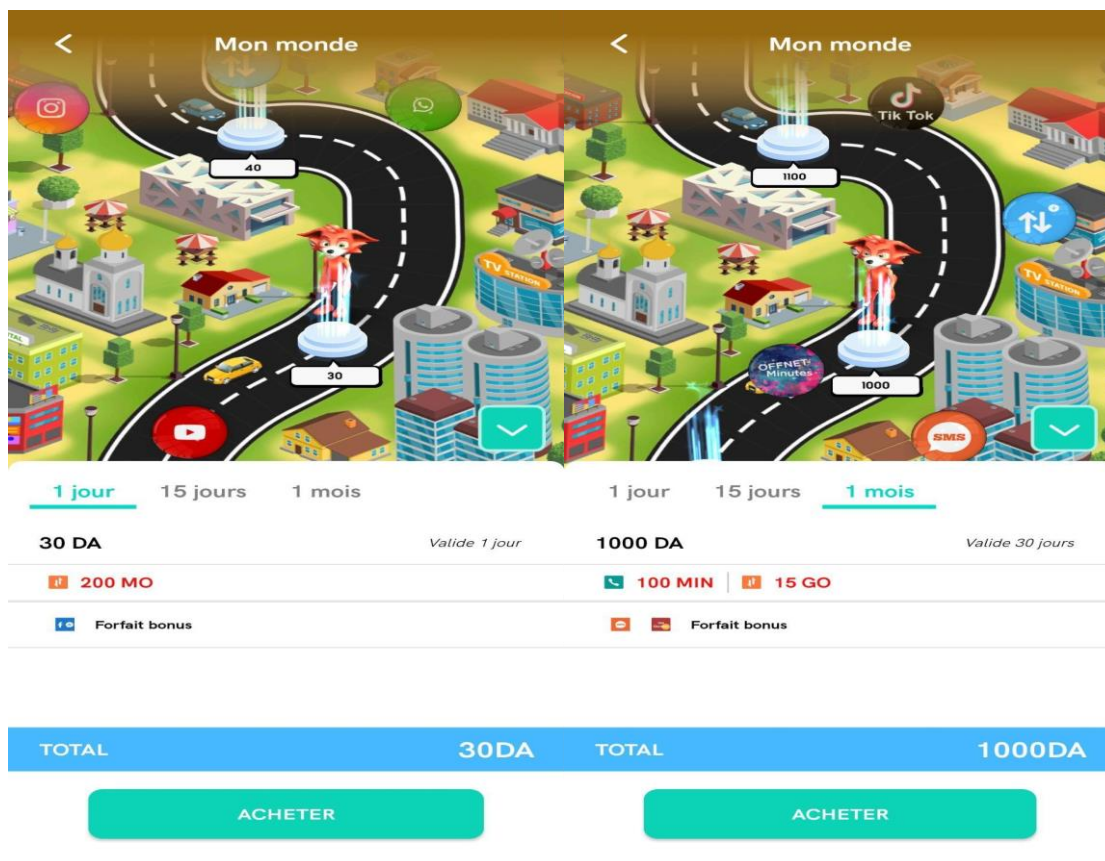 Mon monde
40
TV STATION
30
1 jour 15 jours 1 mois
30 DA Valide 1 jour
200 MO
Forfait bonus
TOTAL 30DA
ACHETER
Mon monde
Tik Tok
1100
TV STATION
OFFNET
Minutes
1000
SMS
1 jour 15 jours 1 mois
1000 DA Valide 30 jours
100 MIN 15 GO
Forfait bonus
TOTAL 1000DA
ACHETER